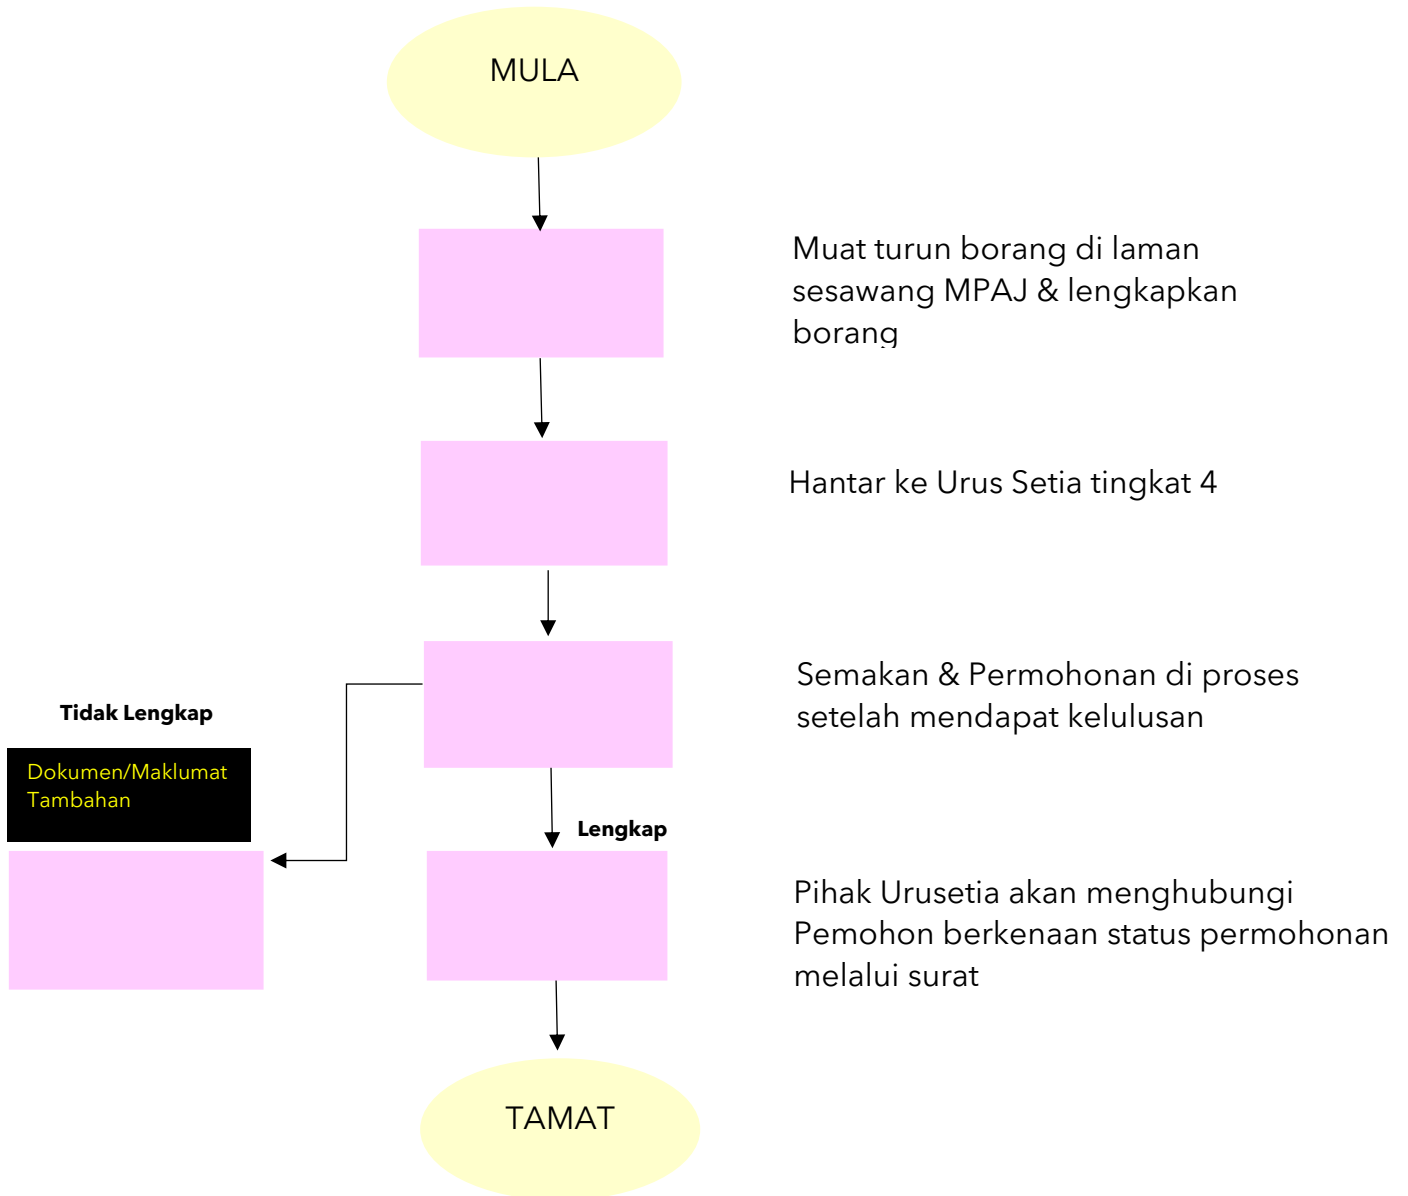 MULA
Muat turun borang di laman
sesawang MPAJ & lengkapkan
borang
Hantar ke Urus Setia tingkat 4
Semakan & Permohonan di proses
setelah mendapat kelulusan
Tidak Lengkap
Dokumen/Maklumat
Tambahan
Lengkap
Pihak Urusetia akan menghubungi
Pemohon berkenaan status permohonan
melalui surat
TAMAT